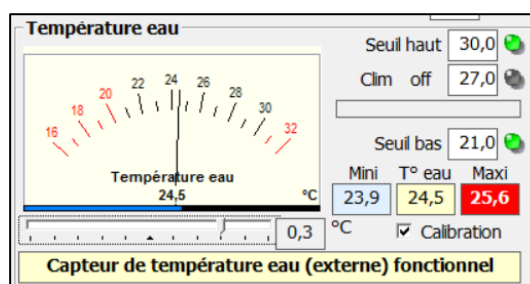 Température eau
Seuil haut 30,0
Clim off 27,0
16 18 20 22 24 26 28 30 32
Seuil bas 21,0
Température eau
24,5 °C
Mini T° eau Maxi
23,9 24,5 25,6
0,3 °C
Calibration
Capteur de température eau (externe) fonctionnel